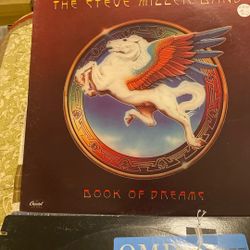 THE STEVE MILLER BAND
BOOK OF DREAMS
Capitol